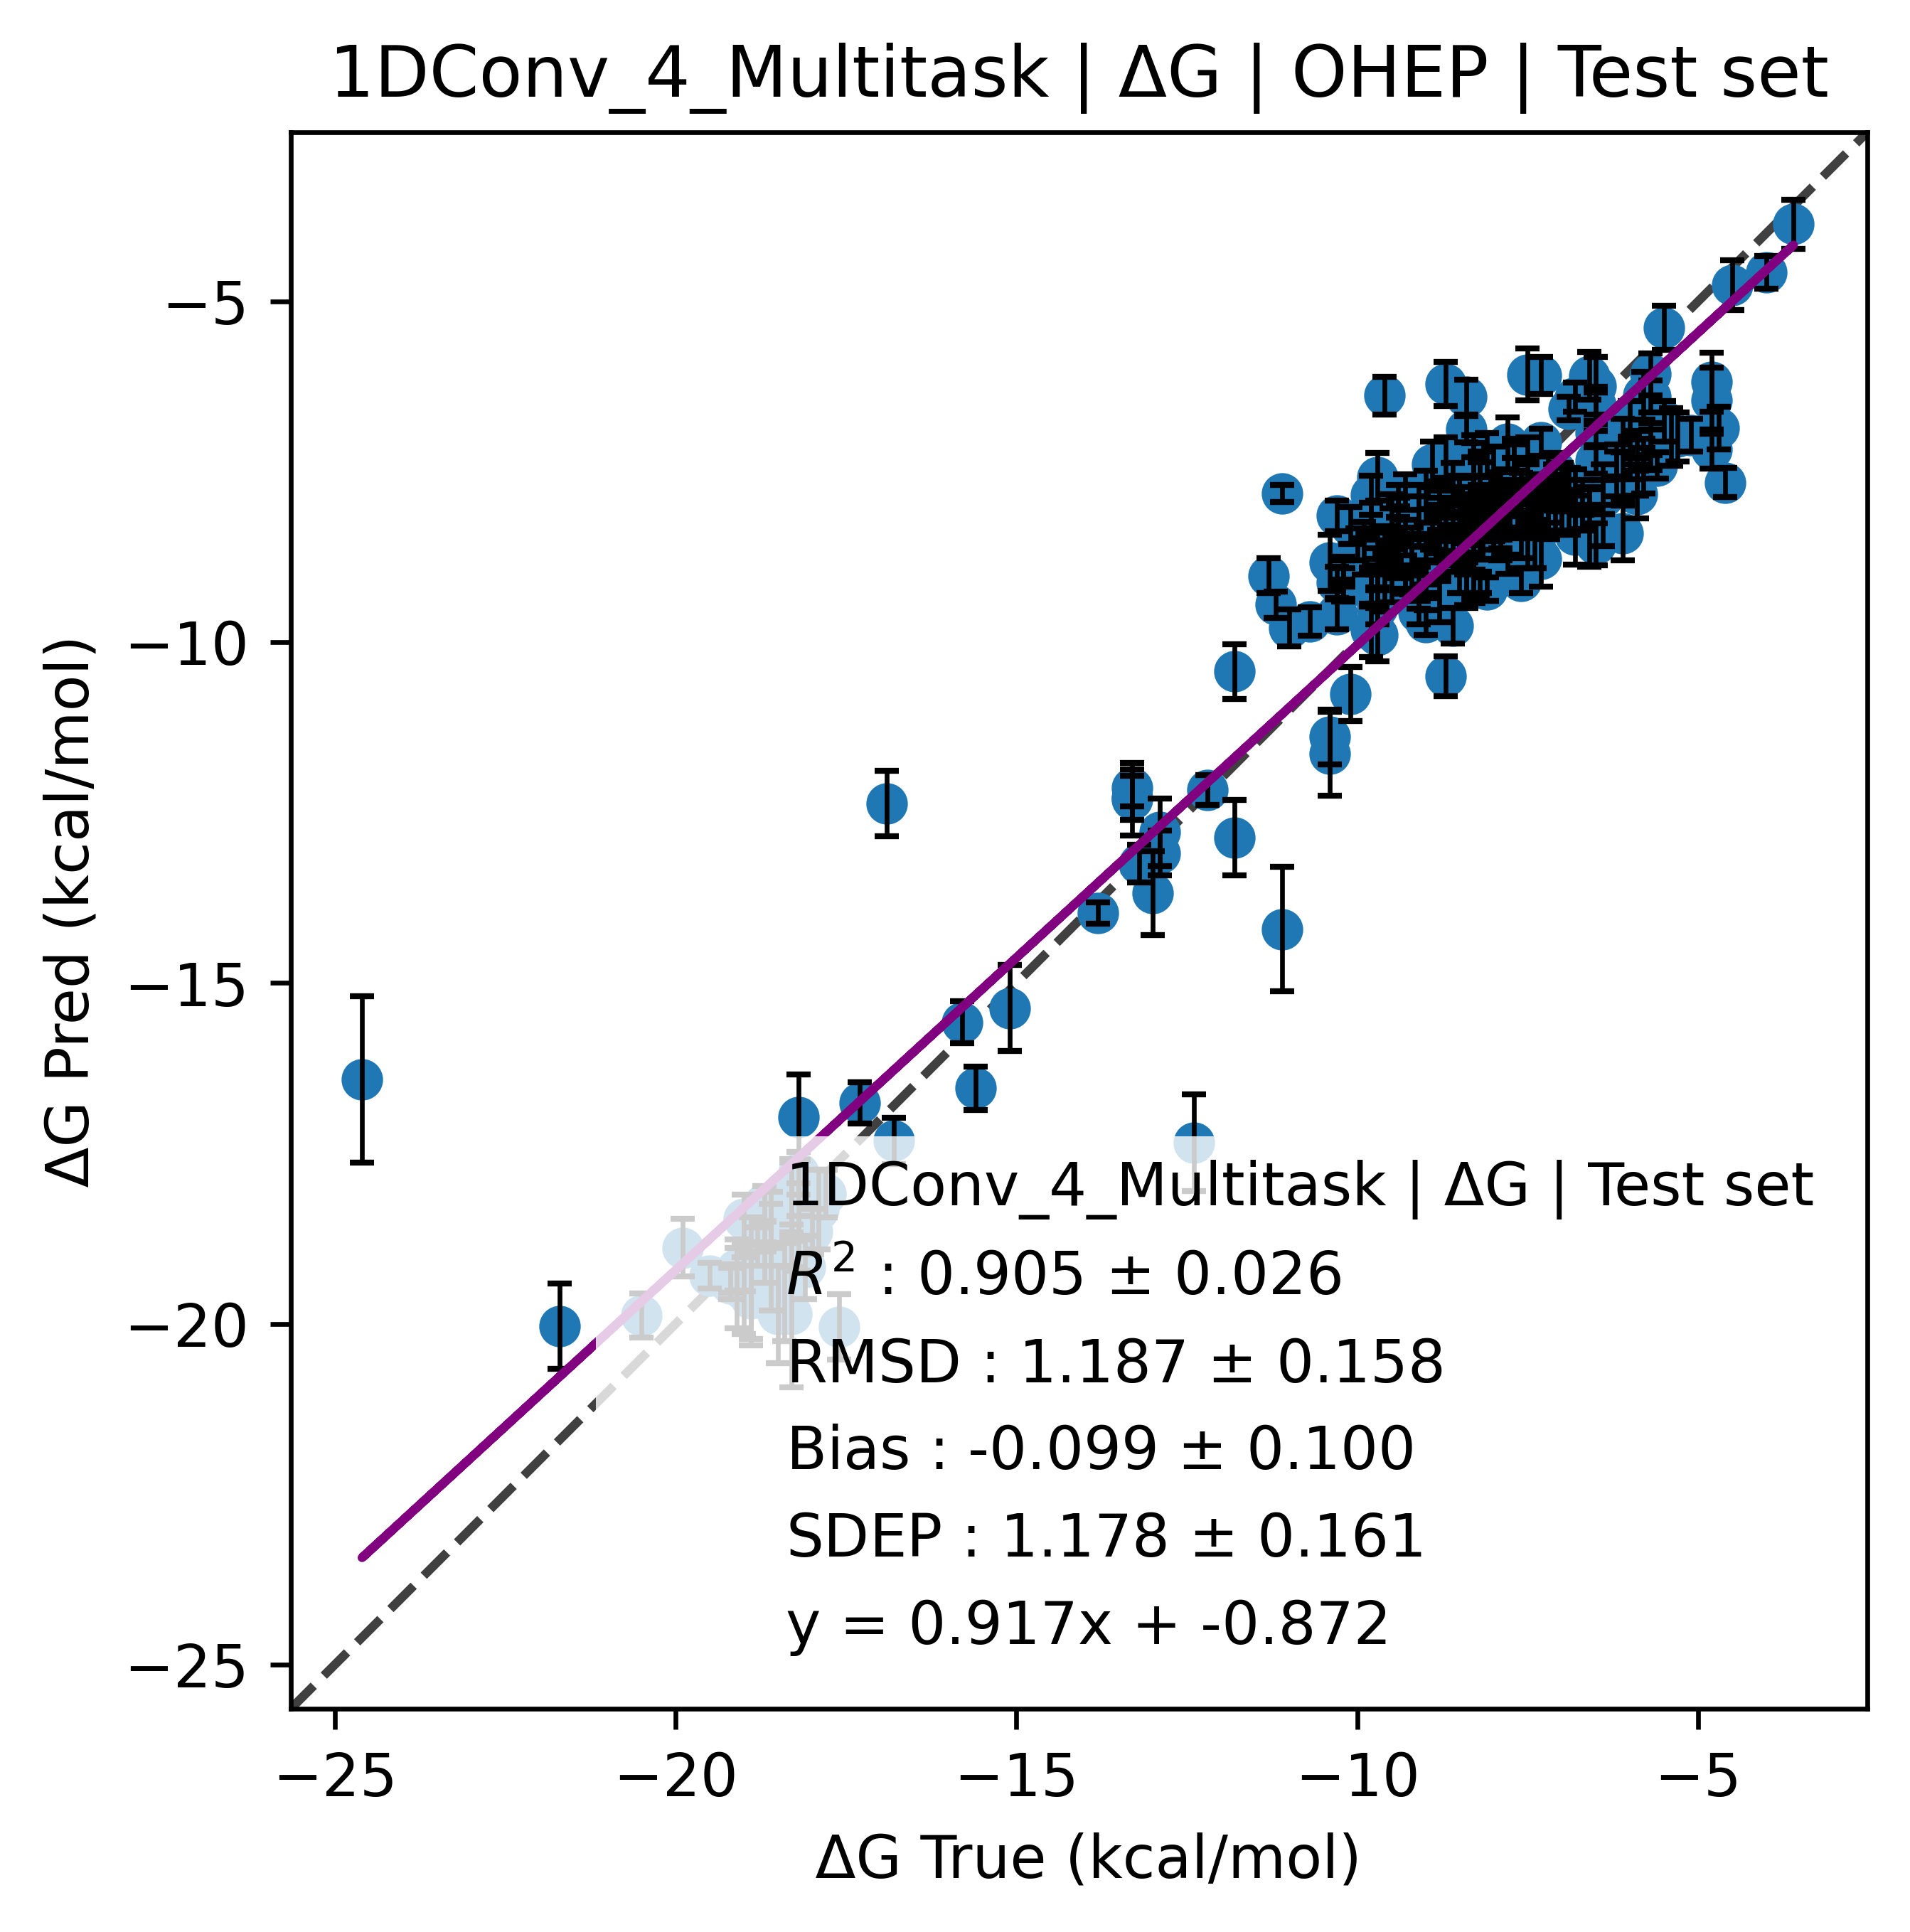 1DConv_4_Multitask | ΔG | OHEP | Test set
ΔG Pred (kcal/mol)
−5
−10
−15
−20
−25
1DConv_4_Multitask | ΔG | Test set
R² : 0.905 ± 0.026
RMSD : 1.187 ± 0.158
Bias : -0.099 ± 0.100
SDEP : 1.178 ± 0.161
y = 0.917x + -0.872
−25
−20
−15
−10
−5
ΔG True (kcal/mol)